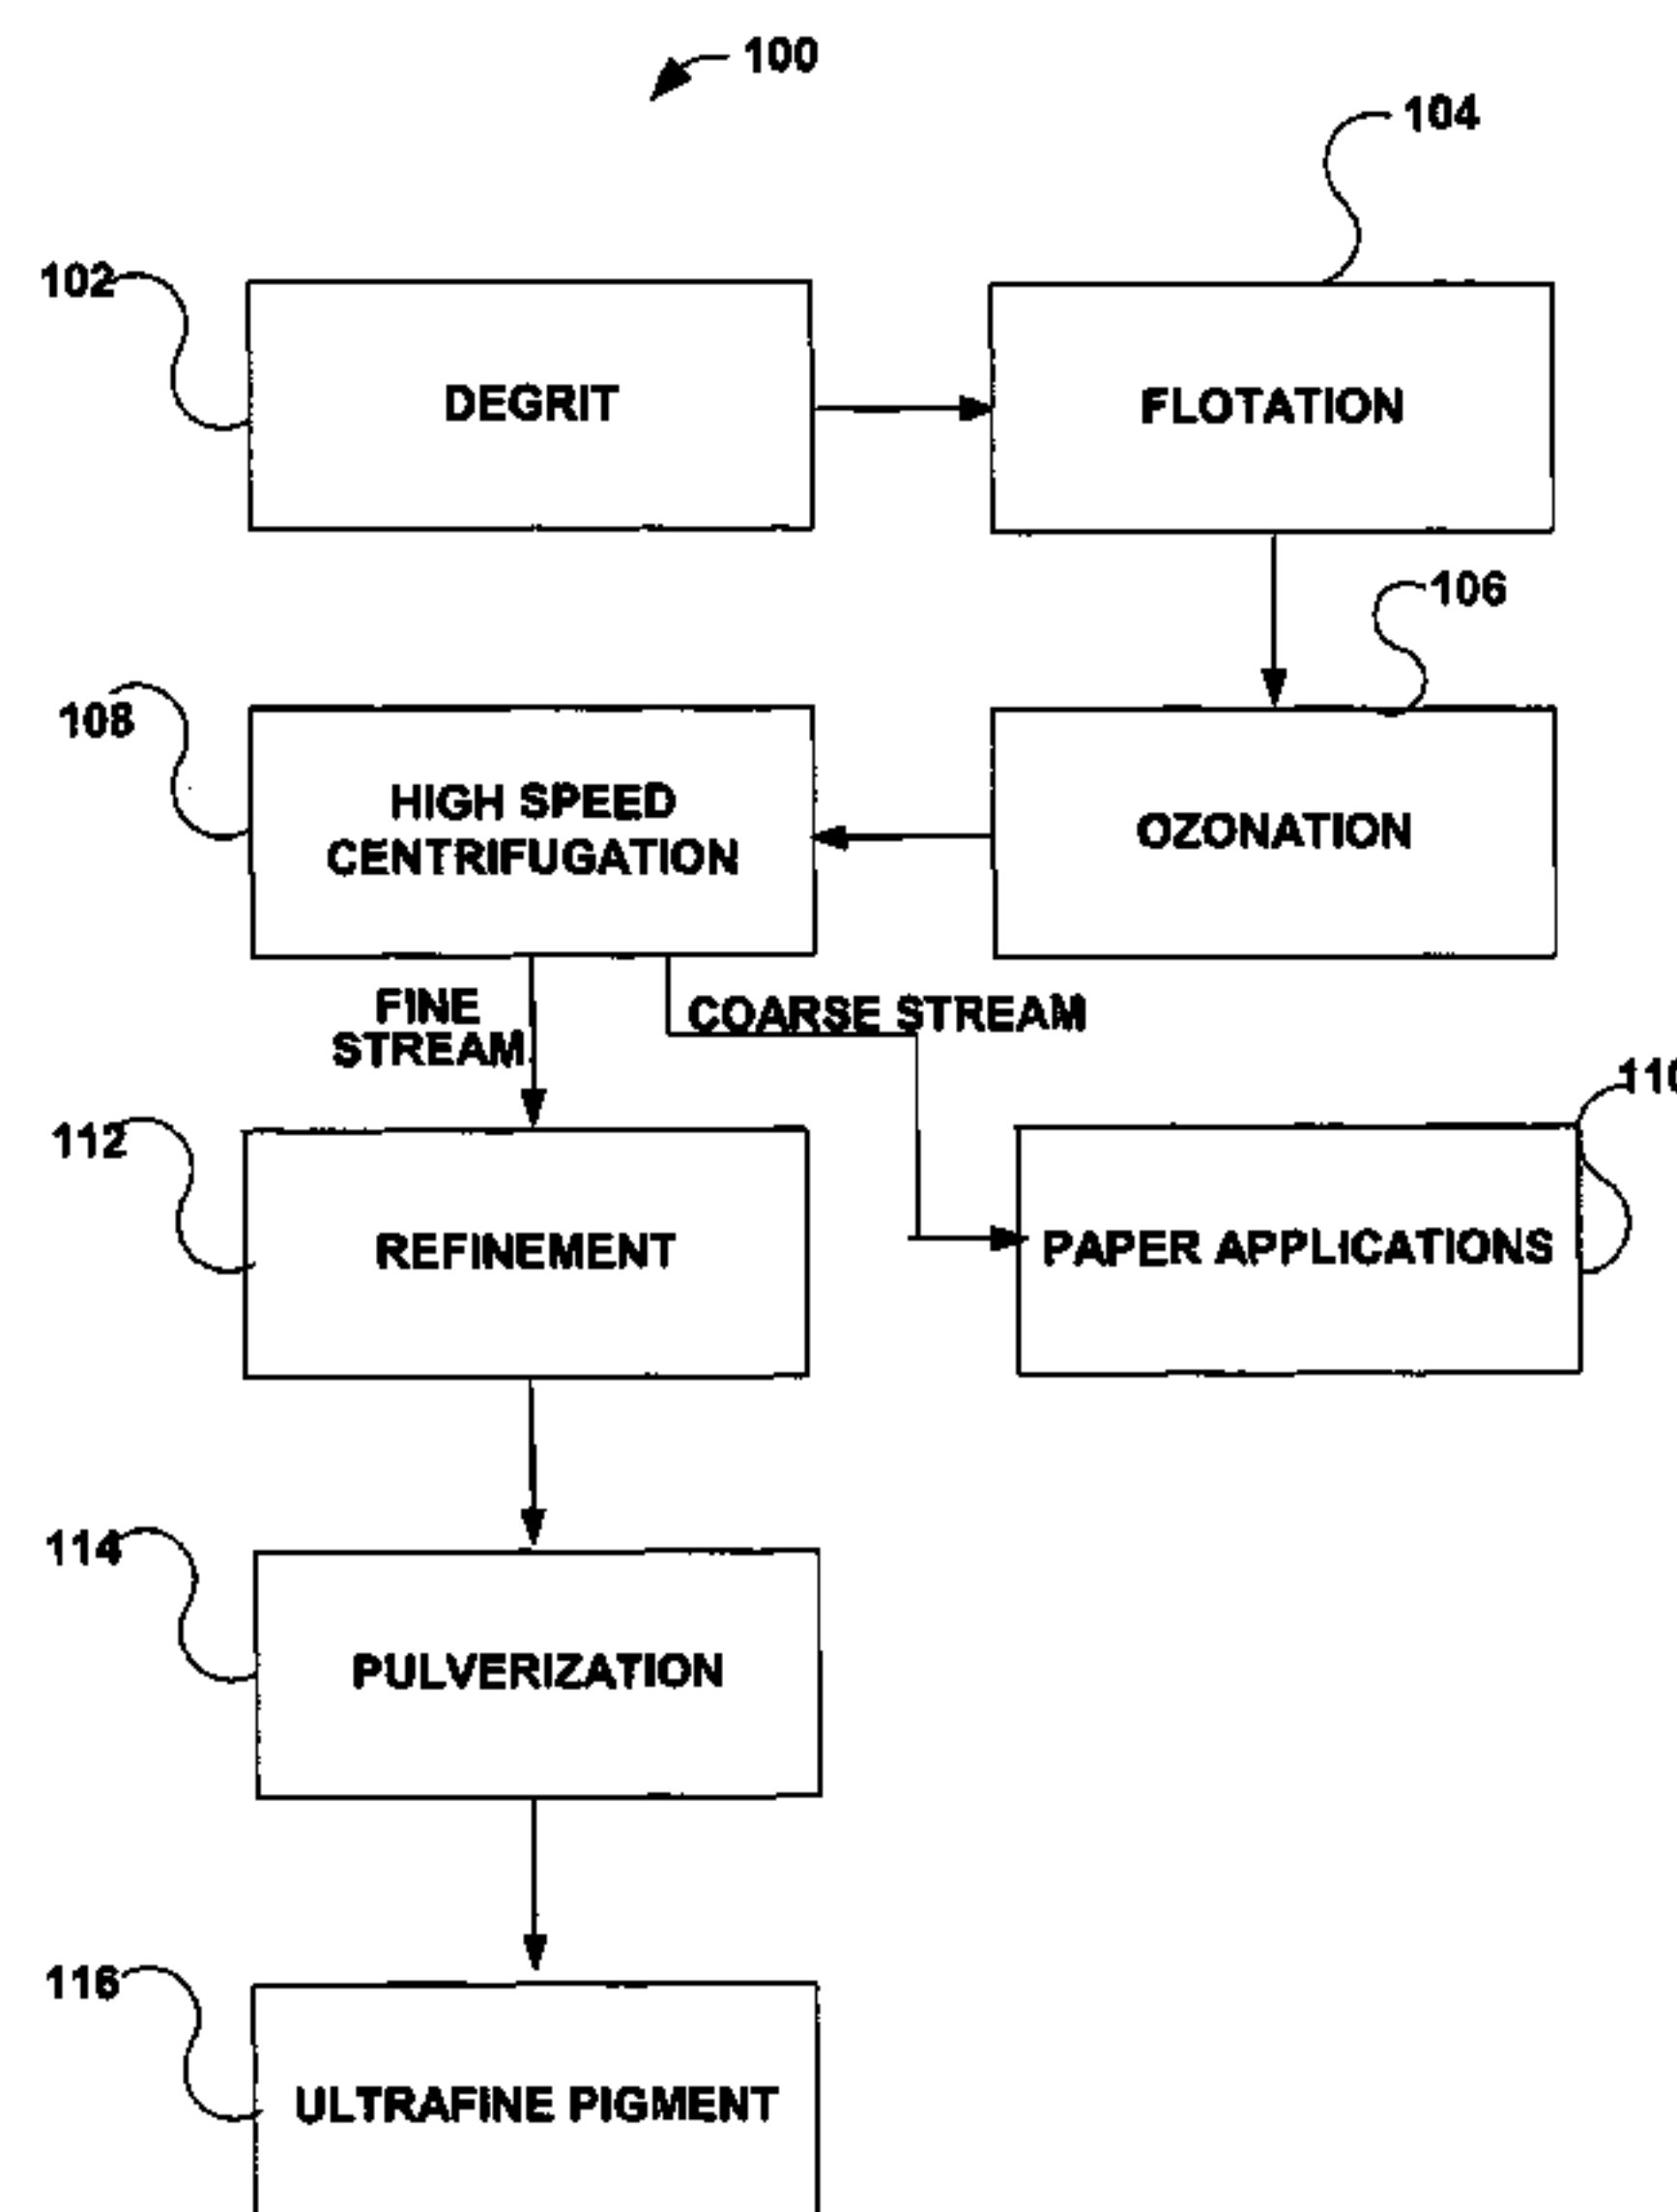 100
104
102
DEGRIT
FLOTATION
106
108
HIGH SPEED
CENTRIFUGATION
OZONATION
FINE
STREAM
COARSE STREAM
110
112
REFINEMENT
PAPER APPLICATIONS
114
PULVERIZATION
116
ULTRAFINE PIGMENT